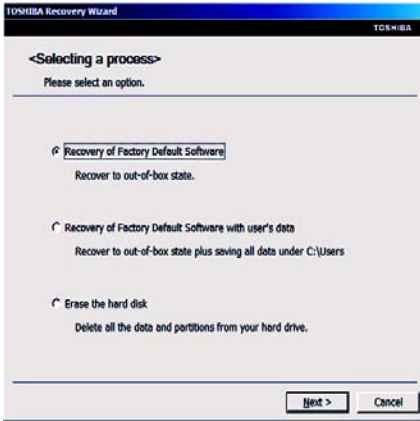 TOSHIBA Recovery Wizard
TOSHIBA
<Selecting a process>
Please select an option.
Recovery of Factory Default Software
Recover to out-of-box state.
Recovery of Factory Default Software with user's data
Recover to out-of-box state plus saving all data under C:\Users
Erase the hard disk
Delete all the data and partitions from your hard drive.
Next >
Cancel